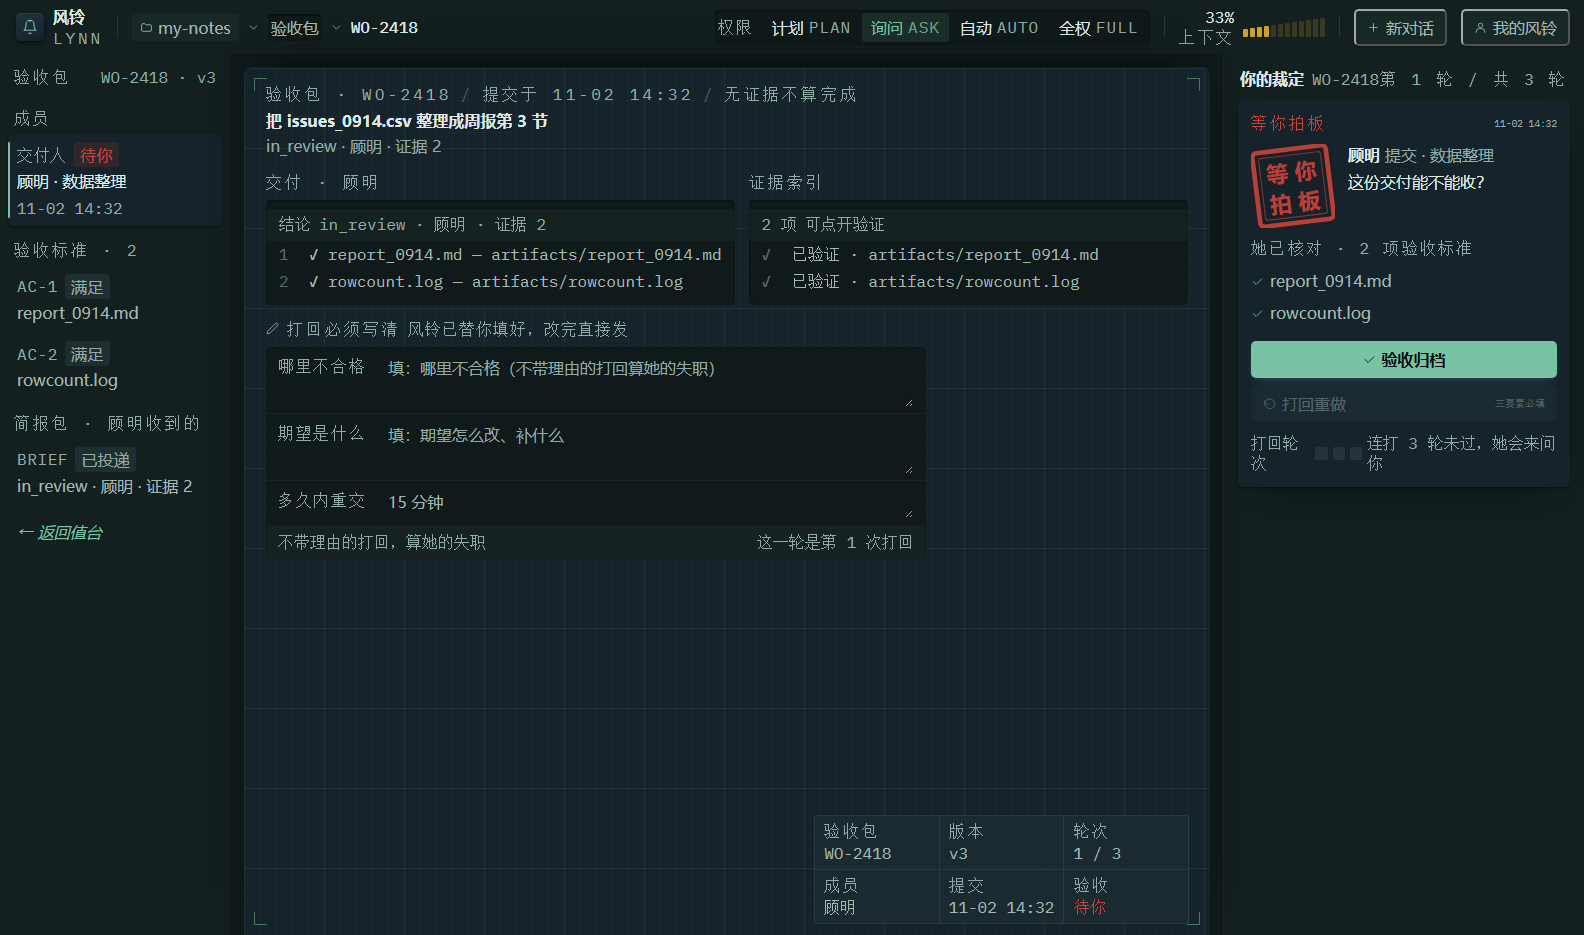 风铃
LYNN
my-notes
验收包
WO-2418
权限
计划 PLAN
询问 ASK
自动 AUTO
全权 FULL
33%
上下文
+ 新对话
我的风铃
验收包 WO-2418 · v3
成员
交付人 待你
顾明 · 数据整理
11-02 14:32
验收标准 · 2
AC-1 满足
report_0914.md
AC-2 满足
rowcount.log
简报包 · 顾明收到的
BRIEF 已投递
in_review · 顾明 · 证据 2
← 返回值台
验收包 · WO-2418 / 提交于 11-02 14:32 / 无证据不算完成
把 issues_0914.csv 整理成周报第 3 节
in_review · 顾明 · 证据 2
交付 · 顾明
结论 in_review · 顾明 · 证据 2
1 ✓ report_0914.md — artifacts/report_0914.md
2 ✓ rowcount.log — artifacts/rowcount.log
证据索引
2 项 可点开验证
✓ 已验证 · artifacts/report_0914.md
✓ 已验证 · artifacts/rowcount.log
打回必须写清 风铃已替你填好，改完直接发
哪里不合格 填：哪里不合格（不带理由的打回算她的失职）
期望是什么 填：期望怎么改、补什么
多久内重交 15 分钟
不带理由的打回，算她的失职 这一轮是第 1 次打回
验收包 版本 轮次
WO-2418 v3 1 / 3
成员 提交 验收
顾明 11-02 14:32 待你
你的裁定 WO-2418第 1 轮 / 共 3 轮
等你拍板 11-02 14:32
等你
拍板
顾明 提交 · 数据整理
这份交付能不能收？
她已核对 · 2 项验收标准
✓ report_0914.md
✓ rowcount.log
✓ 验收归档
打回重做 三要素必填
打回轮次 连打 3 轮未过，她会来问你